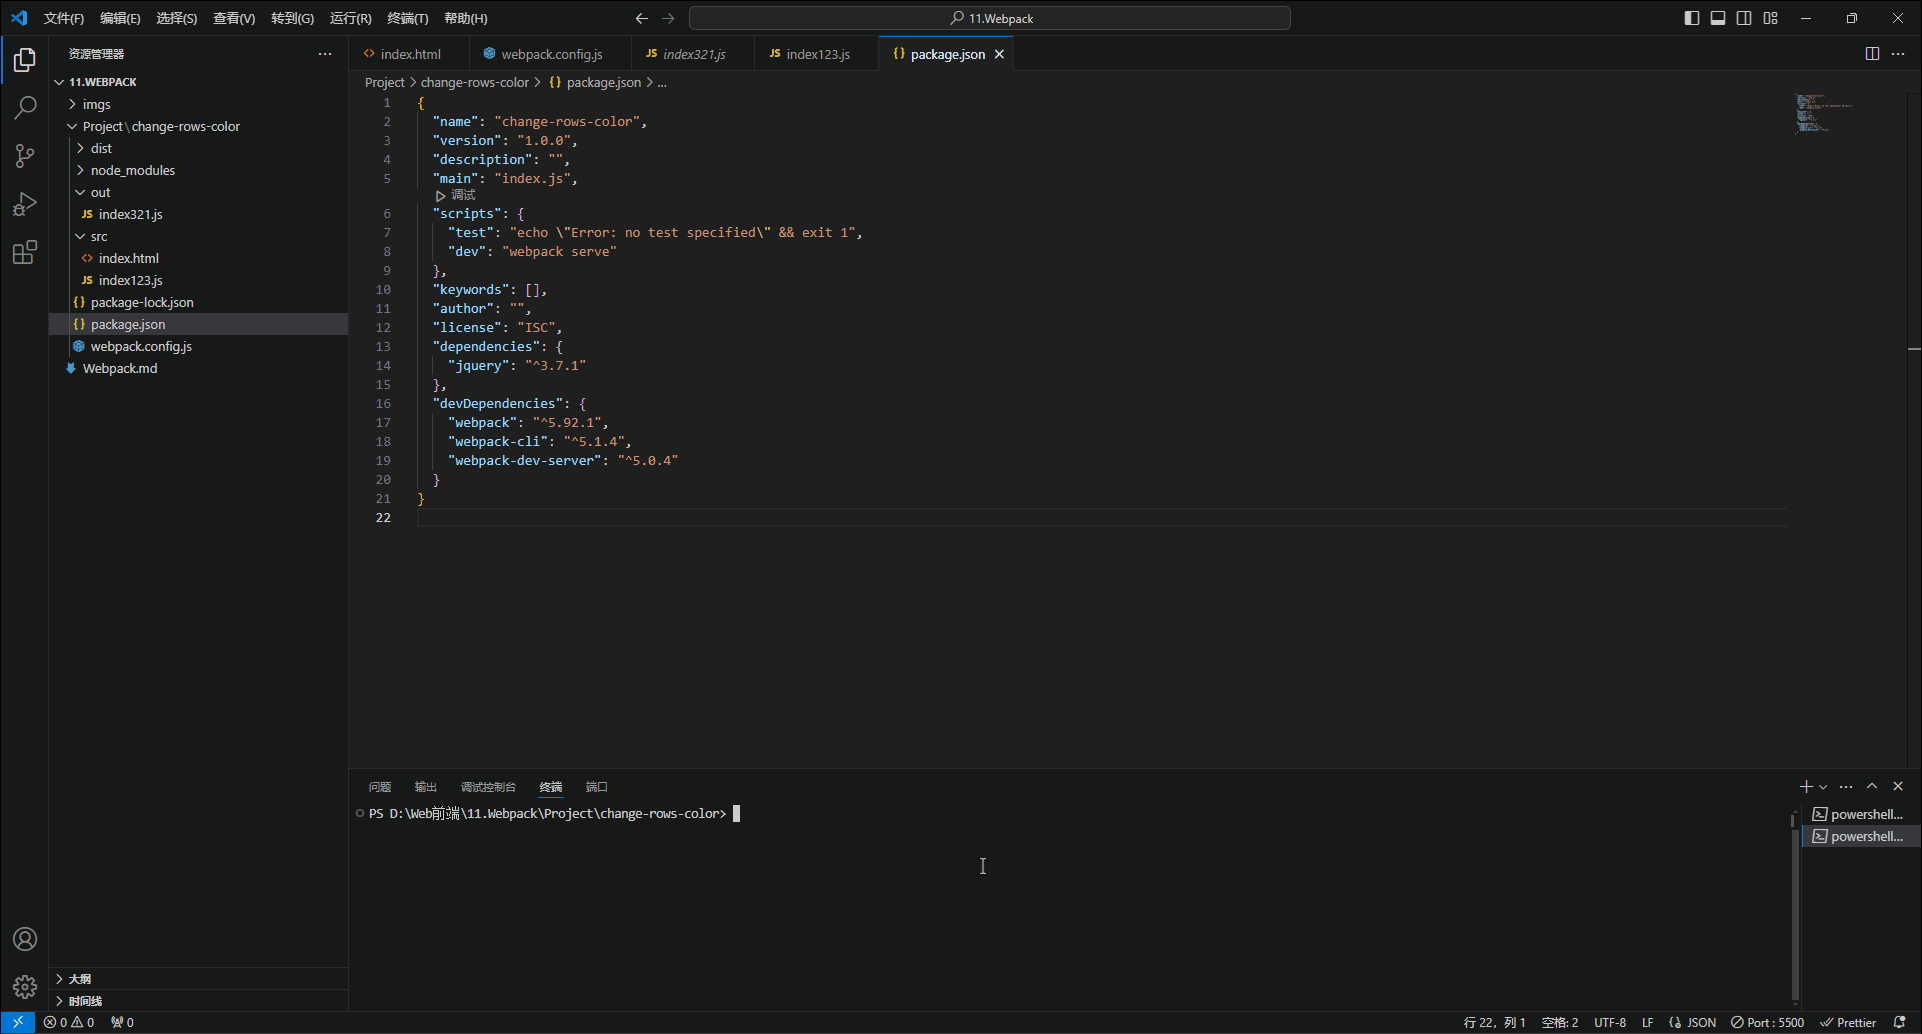 文件(F) 编辑(E) 选择(S) 查看(V) 转到(G) 运行(R) 终端(T) 帮助(H) 11.Webpack
资源管理器
11.WEBPACK
imgs
Project\change-rows-color
dist
node_modules
out
JS index321.js
src
<> index.html
JS index123.js
{} package-lock.json
{} package.json
webpack.config.js
Webpack.md
大纲
时间线
<> index.html webpack.config.js JS index321.js JS index123.js {} package.json
Project > change-rows-color > {} package.json > ...
1 {
2 "name": "change-rows-color",
3 "version": "1.0.0",
4 "description": "",
5 "main": "index.js",
调试
6 "scripts": {
7 "test": "echo \"Error: no test specified\" && exit 1",
8 "dev": "webpack serve"
9 },
10 "keywords": [],
11 "author": "",
12 "license": "ISC",
13 "dependencies": {
14 "jquery": "^3.7.1"
15 },
16 "devDependencies": {
17 "webpack": "^5.92.1",
18 "webpack-cli": "^5.1.4",
19 "webpack-dev-server": "^5.0.4"
20 }
21 }
22
问题 输出 调试控制台 终端 端口
PS D:\Web前端\11.Webpack\Project\change-rows-color>
powershell...
powershell...
0 0 0 行 22，列 1 空格: 2 UTF-8 LF {} JSON Port : 5500 Prettier